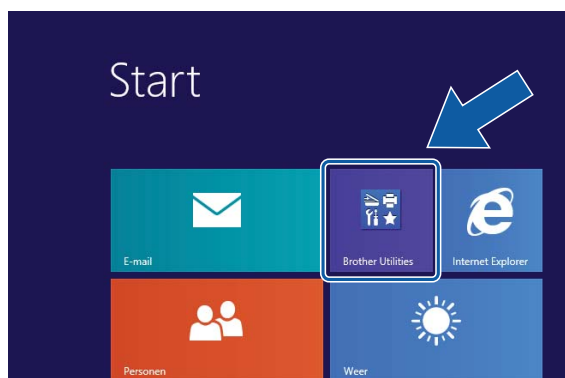 Start
E-mail
Brother Utilities
Internet Explorer
Personen
Weer